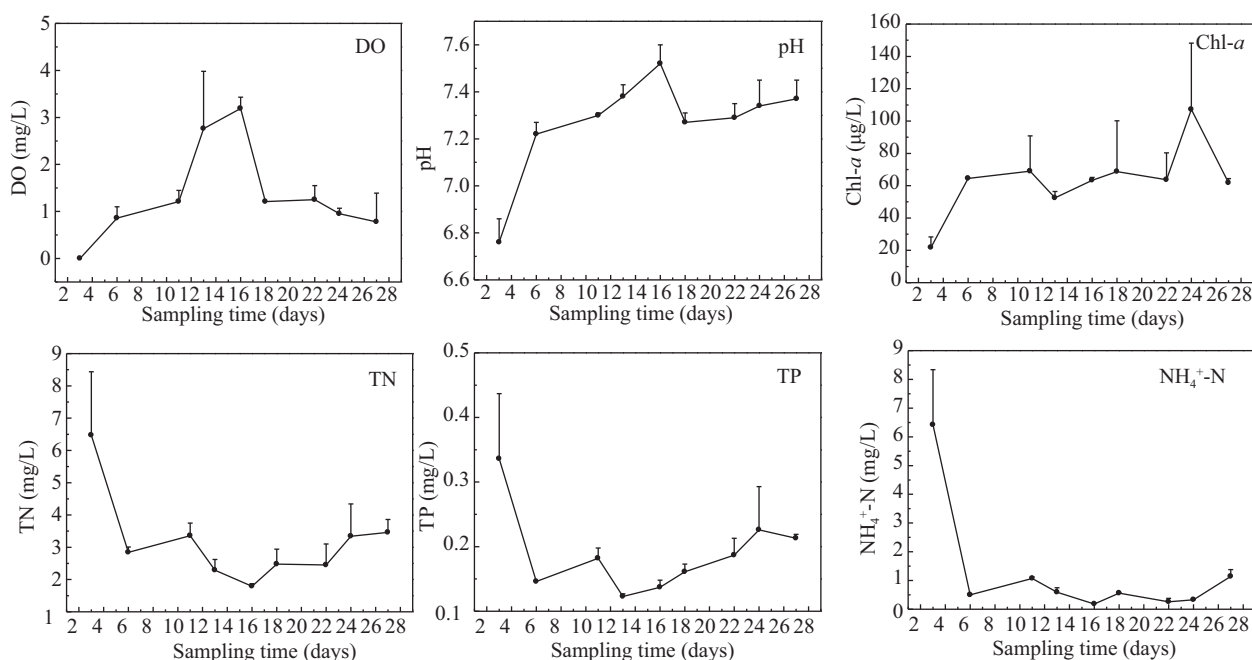 5
4
3
2
1
0
DO (mg/L)
DO
2 4 6 8 10 12 14 16 18 20 22 24 26 28
Sampling time (days)
7.6
7.4
7.2
7.0
6.8
6.6
pH
pH
2 4 6 8 10 12 14 16 18 20 22 24 26 28
Sampling time (days)
160
140
120
100
80
60
40
20
0
Chl-a (μg/L)
Chl-a
2 4 6 8 10 12 14 16 18 20 22 24 26 28
Sampling time (days)
9
8
7
6
5
4
3
2
1
TN (mg/L)
TN
2 4 6 8 10 12 14 16 18 20 22 24 26 28
Sampling time (days)
0.5
0.4
0.3
0.2
0.1
TP (mg/L)
TP
2 4 6 8 10 12 14 16 18 20 22 24 26 28
Sampling time (days)
9
8
7
6
5
4
3
2
1
0
NH₄⁺-N (mg/L)
NH₄⁺-N
2 4 6 8 10 12 14 16 18 20 22 24 26 28
Sampling time (days)